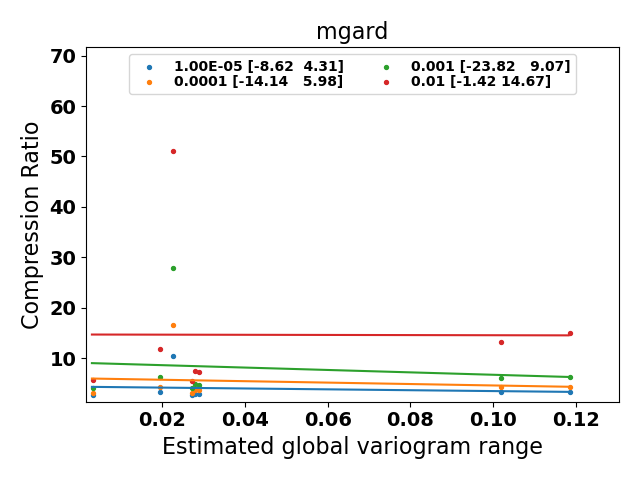 mgard
1.00E-05 [-8.62  4.31]
0.0001 [-14.14   5.98]
0.001 [-23.82   9.07]
0.01 [-1.42 14.67]
Compression Ratio
70
60
50
40
30
20
10
0.02 0.04 0.06 0.08 0.10 0.12
Estimated global variogram range